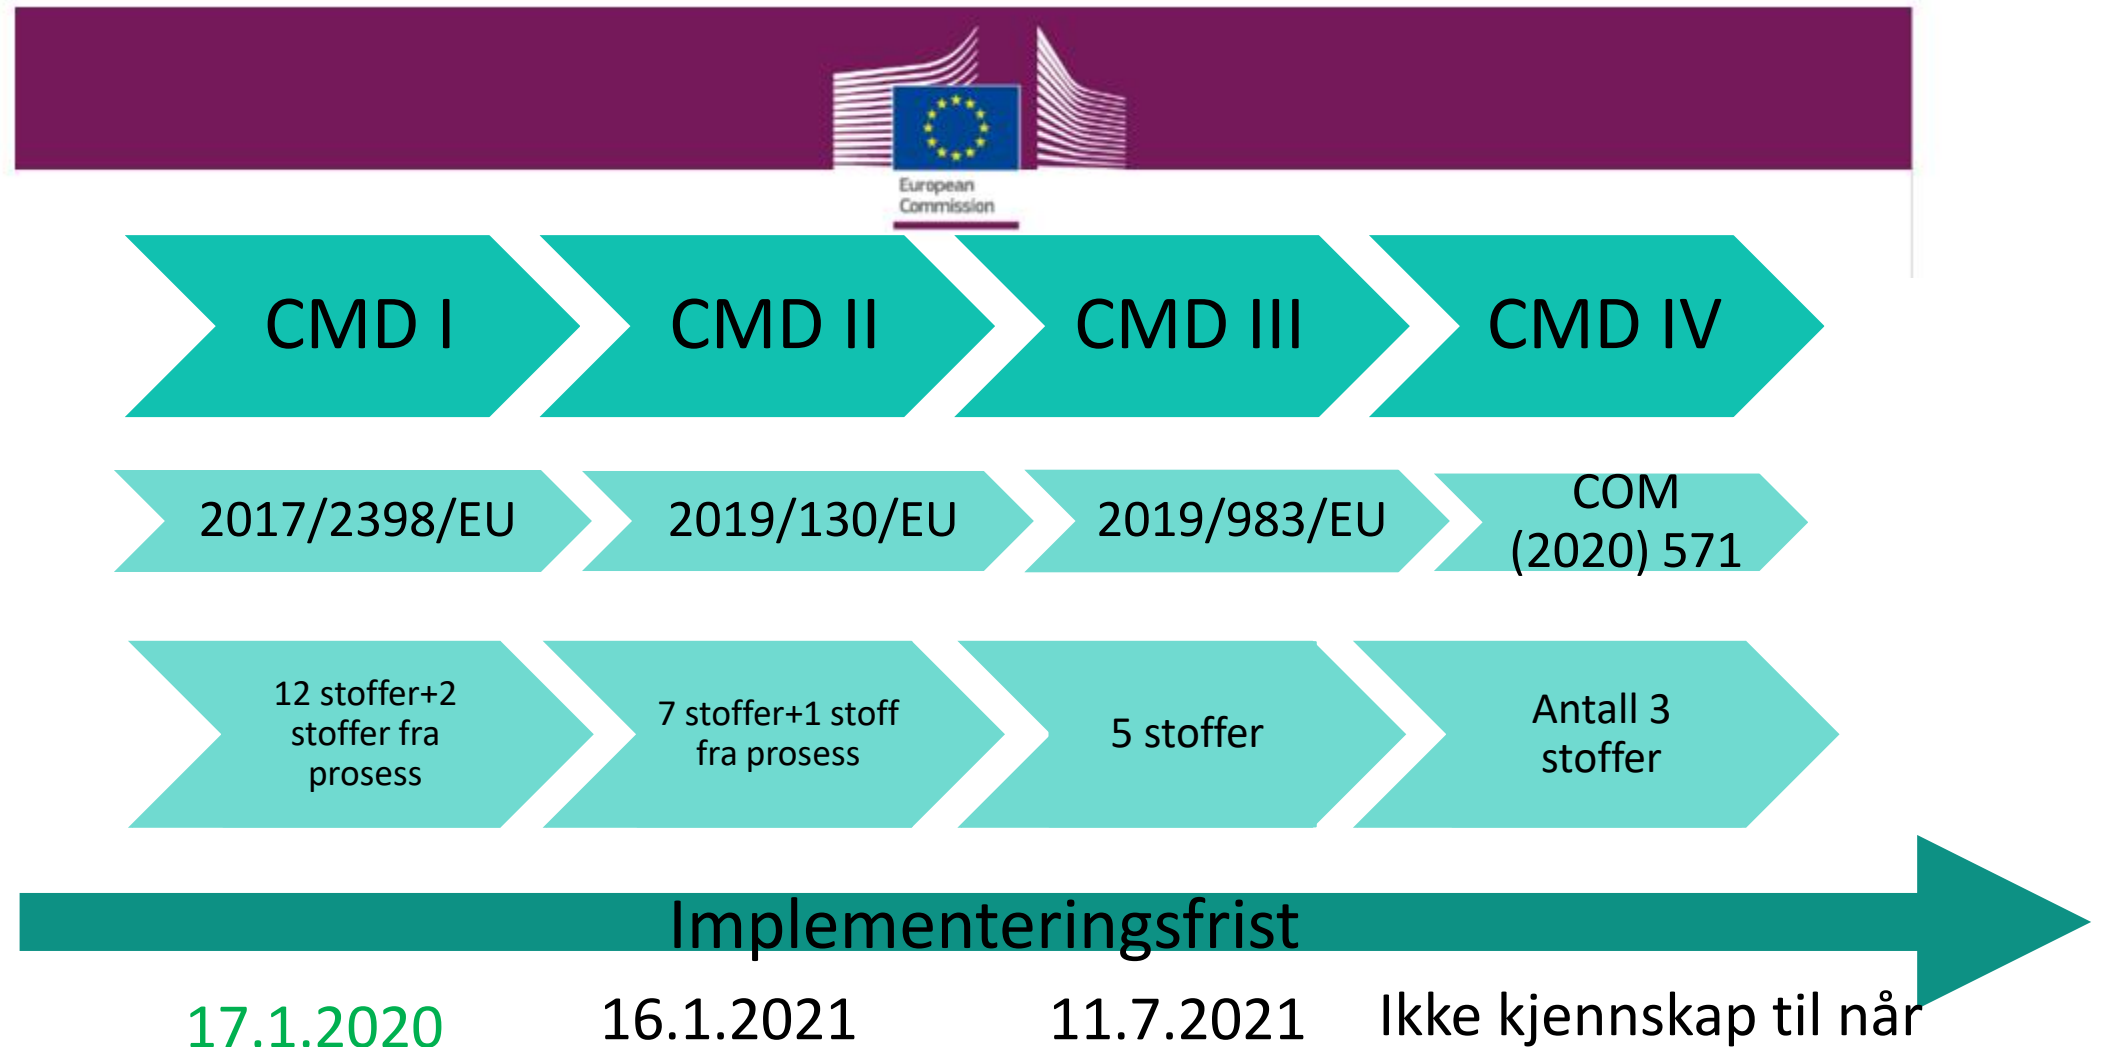 European
Commission
CMD I
CMD II
CMD III
CMD IV
2017/2398/EU
2019/130/EU
2019/983/EU
COM
(2020) 571
12 stoffer+2
stoffer fra
prosess
7 stoffer+1 stoff
fra prosess
5 stoffer
Antall 3
stoffer
Implementeringsfrist
17.1.2020
16.1.2021
11.7.2021
Ikke kjennskap til når